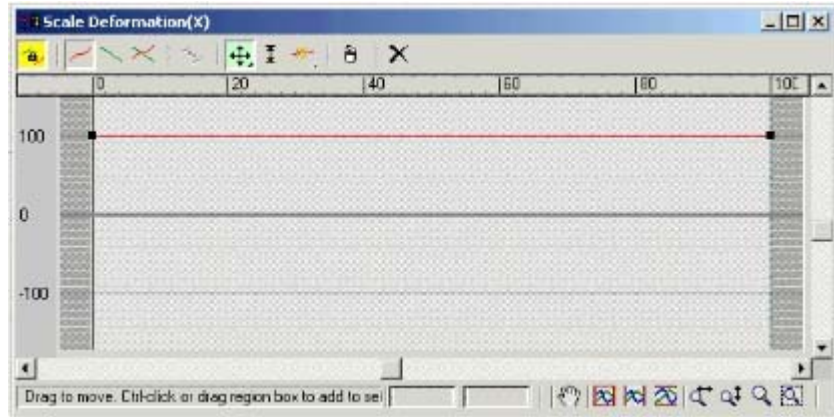 Scale Deformation(X)
0 20 40 60 80 100
100
0
-100
Drag to move. Ctrl-click or drag region box to add to sel